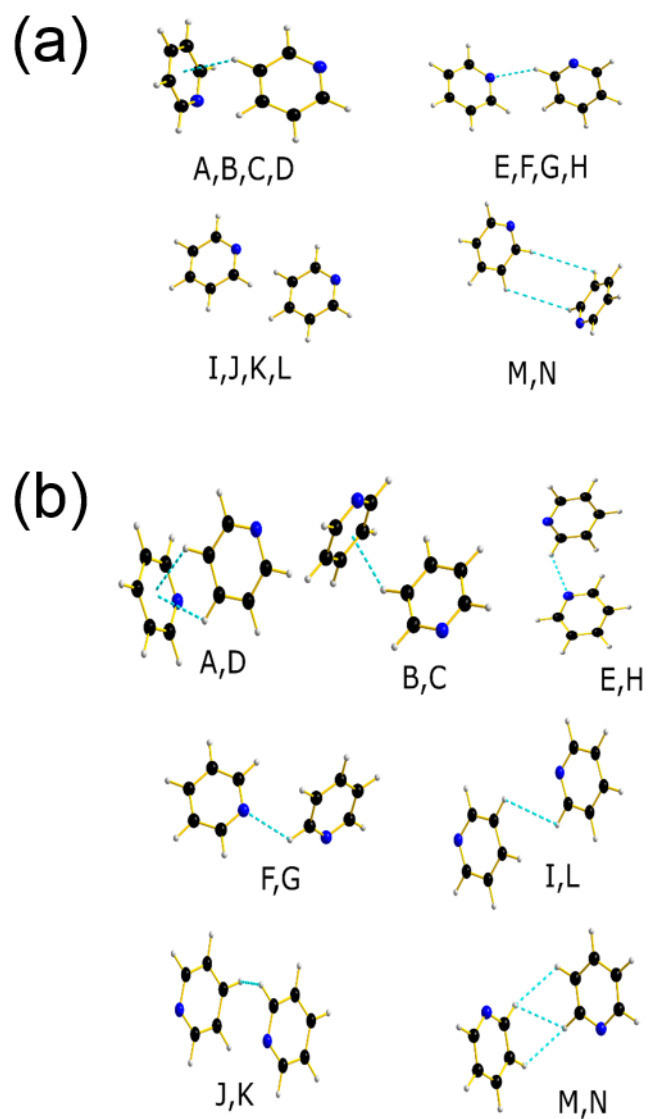 (a)
A,B,C,D
E,F,G,H
I,J,K,L
M,N
(b)
A,D
B,C
E,H
F,G
I,L
J,K
M,N